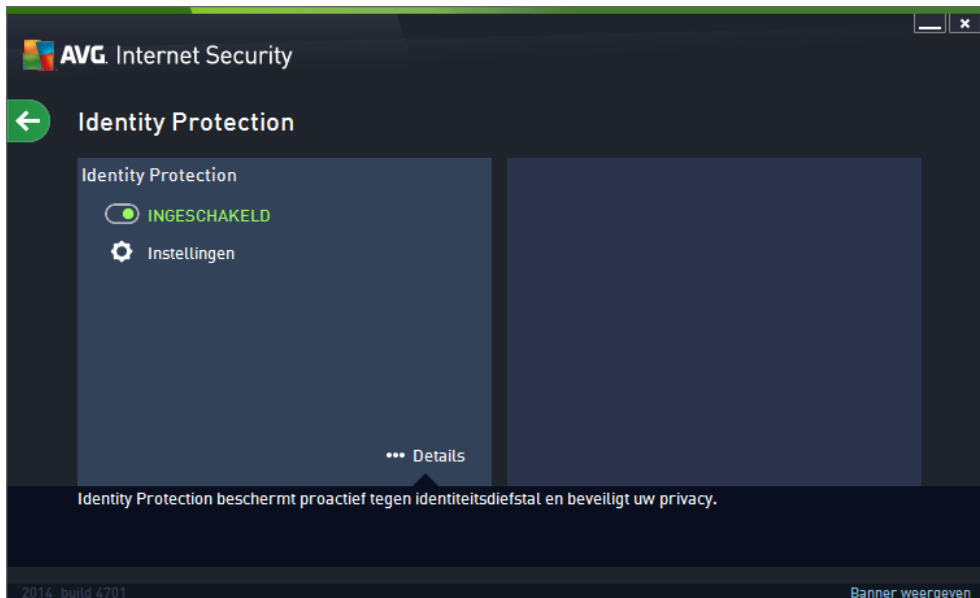 AVG. Internet Security
Identity Protection
Identity Protection
INGESCHAKELD
Instellingen
••• Details
Identity Protection beschermt proactief tegen identiteitsdiefstal en beveiligt uw privacy.
2014 build 4701
Banner weergeven